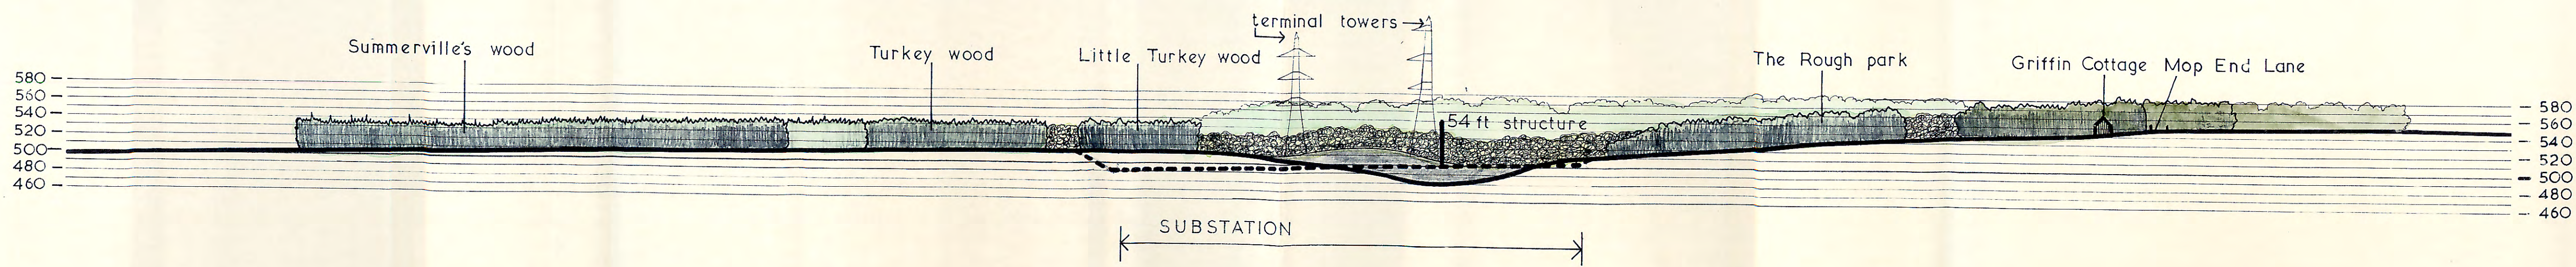 terminal towers
Summerville's wood
Turkey wood
Little Turkey wood
The Rough park
Griffin Cottage
Mop End Lane
580
560
540
520
500
480
460
54 ft structure
580
560
540
520
500
480
460
SUBSTATION